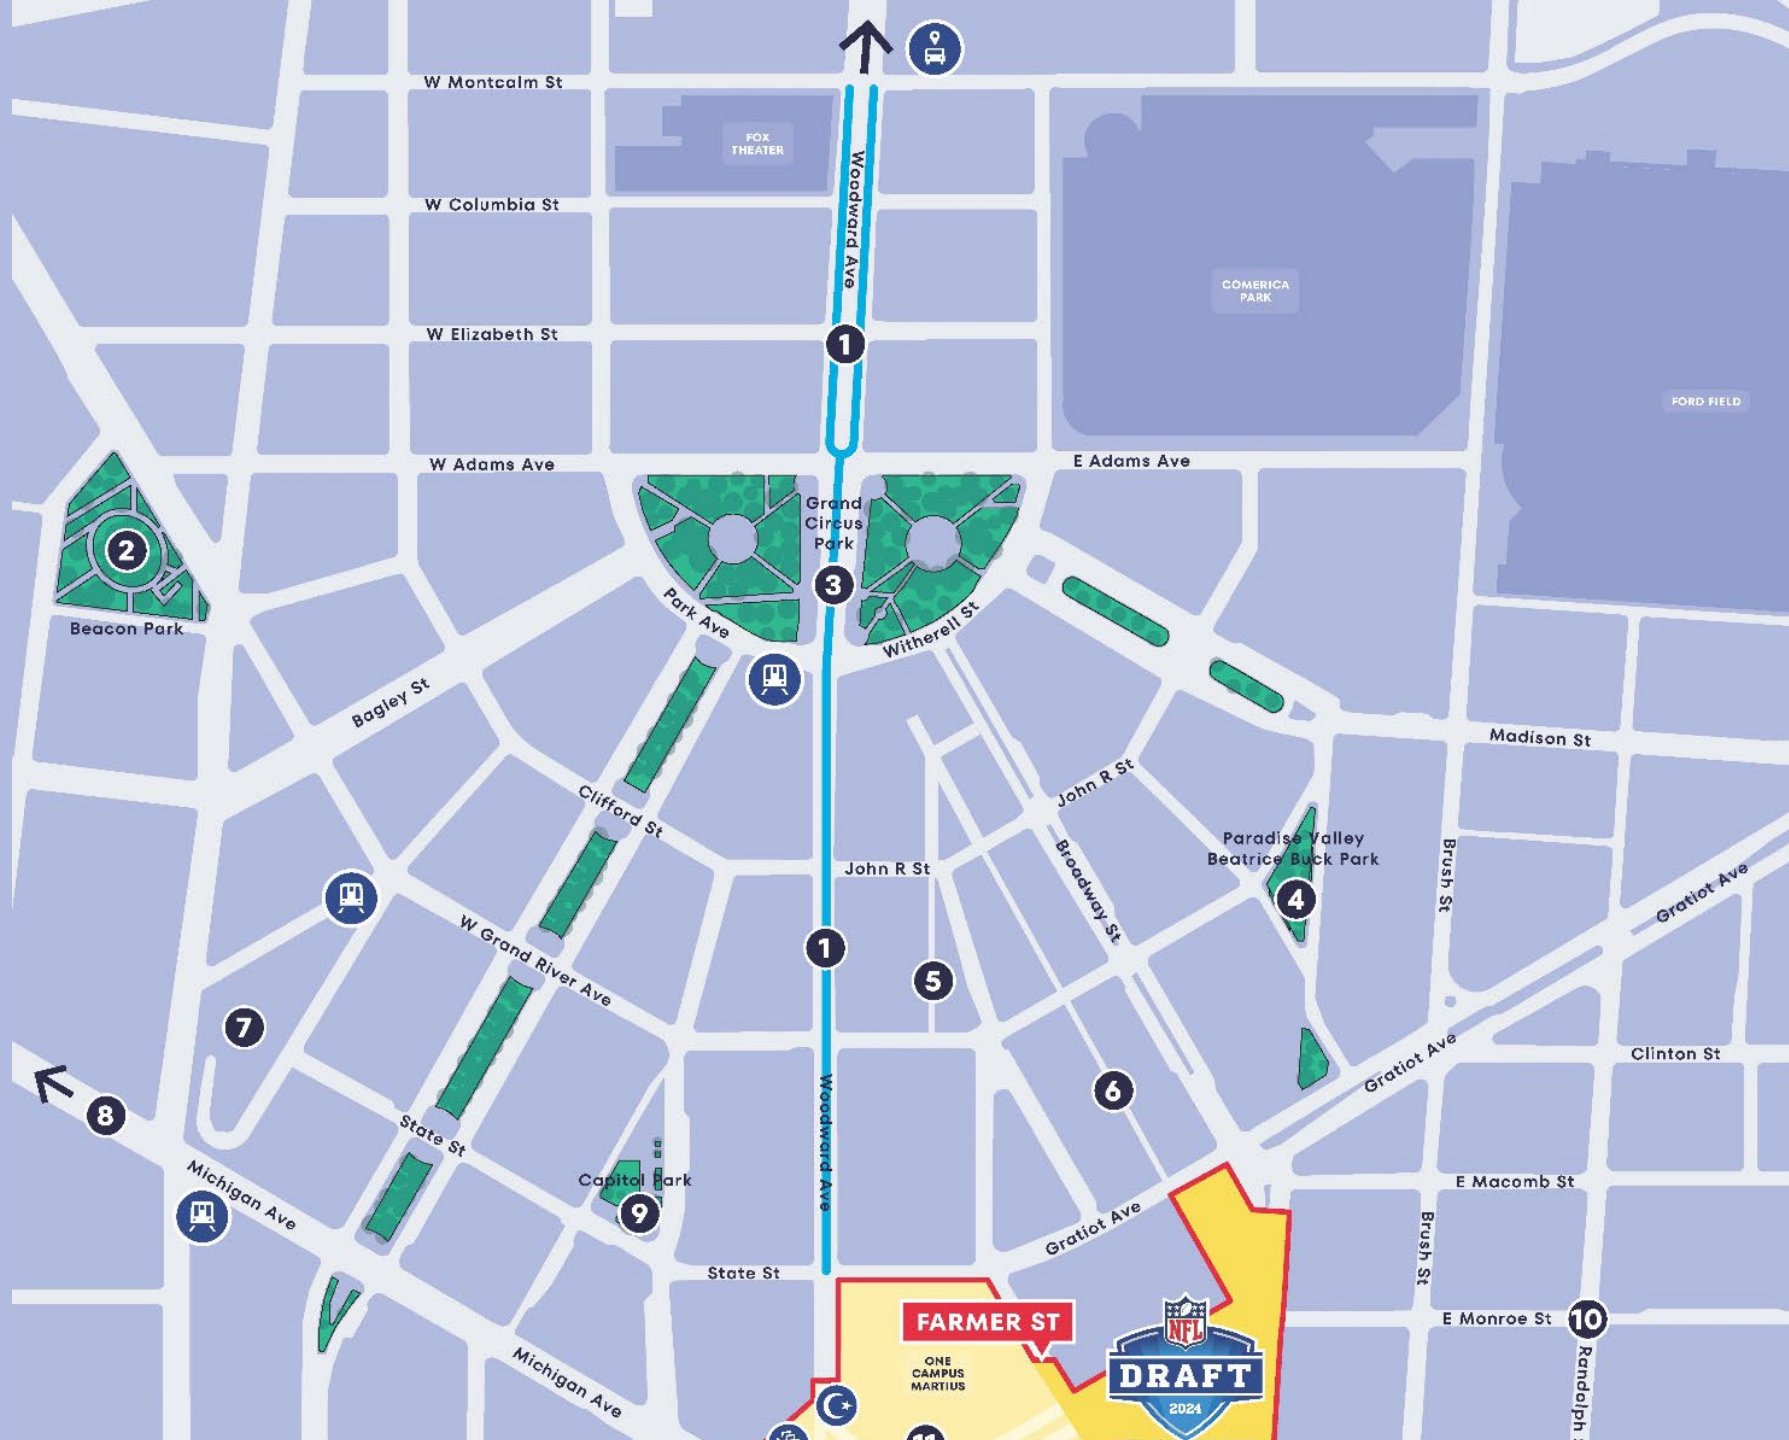 W Montcalm St
FOX
THEATER
Woodward Ave
W Columbia St
COMERICA
PARK
W Elizabeth St
1
FORD FIELD
W Adams Ave
E Adams Ave
Grand
Circus
Park
2
3
Beacon Park
Park Ave
Witherell St
Bagley St
Madison St
John R St
Clifford St
Paradise Valley
Beatrice Buck Park
Brush St
Gratiot Ave
John R St
Broadway St
4
W Grand River Ave
1
5
7
Gratiot Ave
Clinton St
6
8
State St
Woodward Ave
Michigan Ave
Capitol Park
9
E Macomb St
Gratiot Ave
Brush St
State St
FARMER ST
NFL
DRAFT
2024
E Monroe St
10
ONE
CAMPUS
MARTIUS
Michigan Ave
Randolph
11